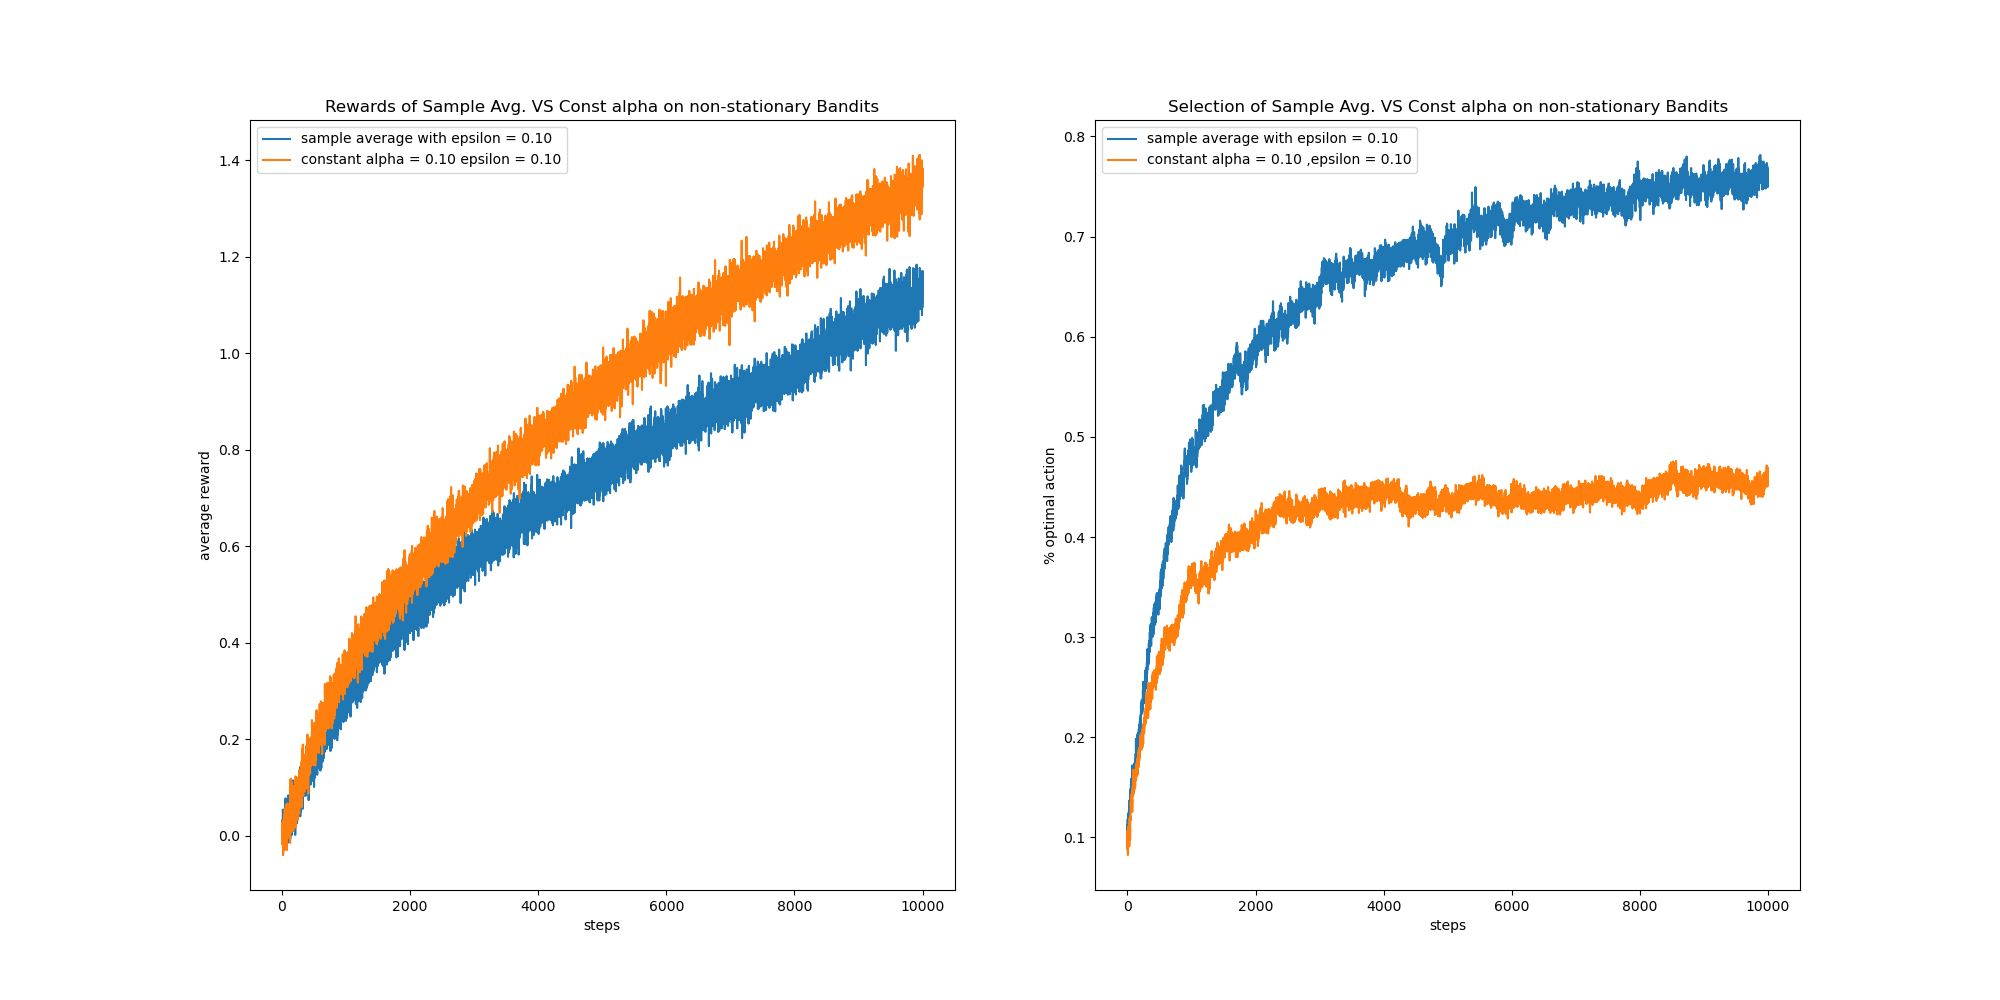 Rewards of Sample Avg. VS Const alpha on non-stationary Bandits
sample average with epsilon = 0.10
constant alpha = 0.10 epsilon = 0.10
1.4
1.2
1.0
0.8
0.6
0.4
0.2
0.0
average reward
0 2000 4000 6000 8000 10000
steps
Selection of Sample Avg. VS Const alpha on non-stationary Bandits
sample average with epsilon = 0.10
constant alpha = 0.10 ,epsilon = 0.10
0.8
0.7
0.6
0.5
0.4
0.3
0.2
0.1
% optimal action
0 2000 4000 6000 8000 10000
steps